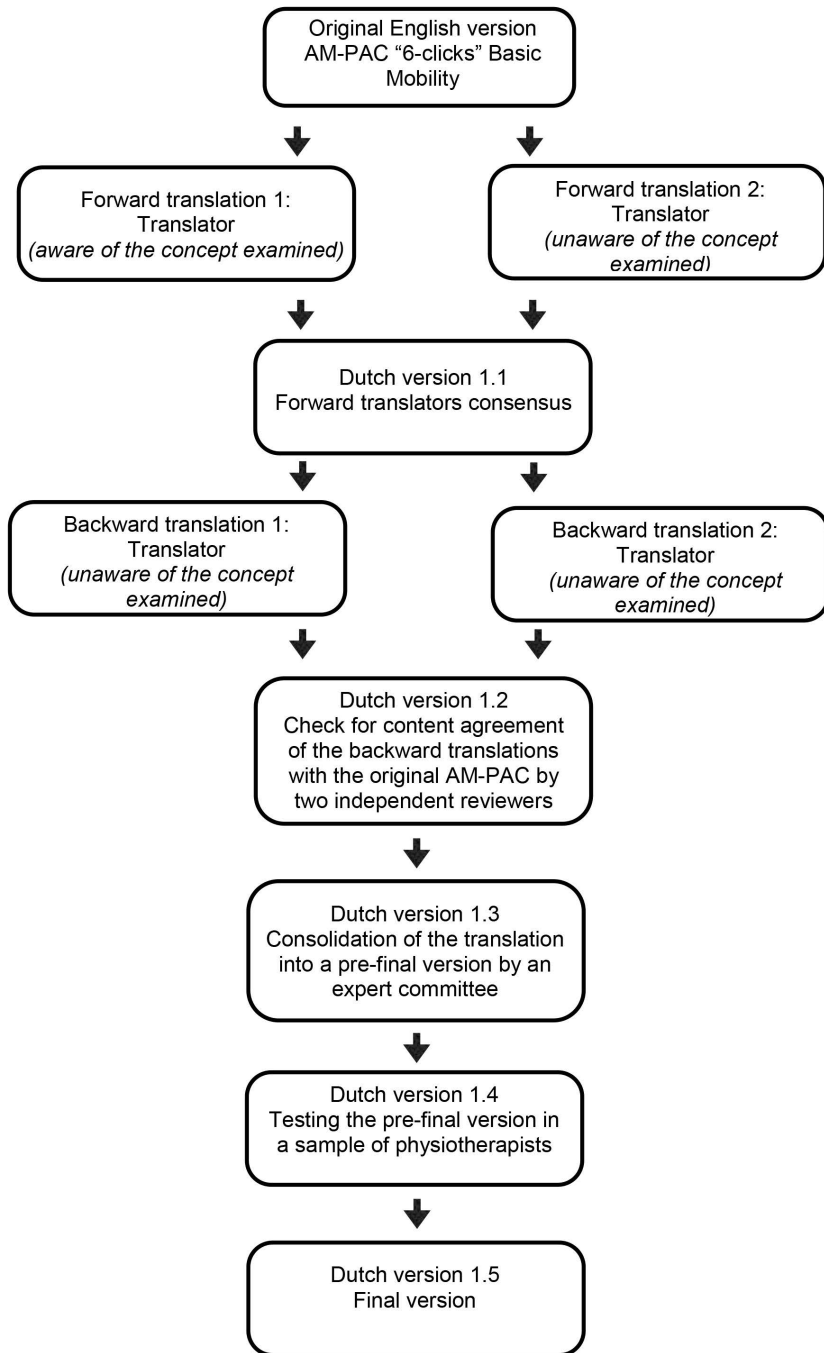 Original English version
AM-PAC “6-clicks” Basic
Mobility
Forward translation 1:
Translator
(aware of the concept examined)
Forward translation 2:
Translator
(unaware of the concept
examined)
Dutch version 1.1
Forward translators consensus
Backward translation 1:
Translator
(unaware of the concept
examined)
Backward translation 2:
Translator
(unaware of the concept
examined)
Dutch version 1.2
Check for content agreement
of the backward translations
with the original AM-PAC by
two independent reviewers
Dutch version 1.3
Consolidation of the translation
into a pre-final version by an
expert committee
Dutch version 1.4
Testing the pre-final version in
a sample of physiotherapists
Dutch version 1.5
Final version